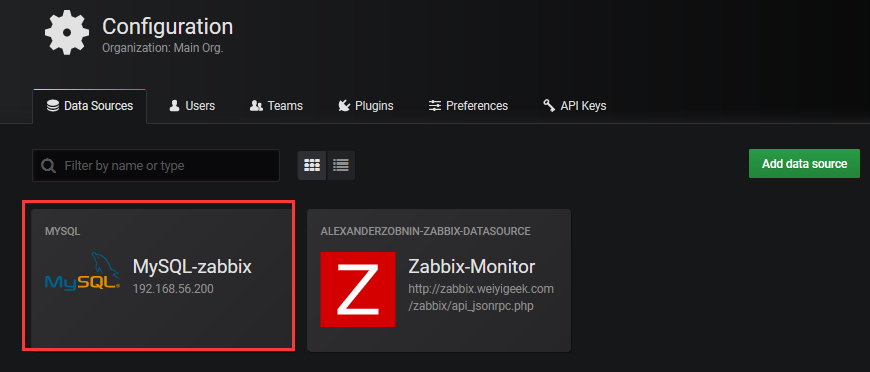 Configuration
Organization: Main Org.
Data Sources
Users
Teams
Plugins
Preferences
API Keys
Filter by name or type
Add data source
MYSQL
MySQL
MySQL-zabbix
192.168.56.200
ALEXANDERZOBNIN-ZABBIX-DATASOURCE
Z
Zabbix-Monitor
http://zabbix.weiyigeek.com
/zabbix/api_jsonrpc.php